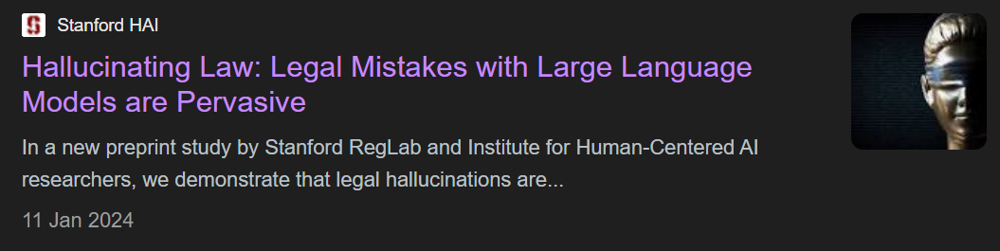 Stanford HAI
Hallucinating Law: Legal Mistakes with Large Language
Models are Pervasive
In a new preprint study by Stanford RegLab and Institute for Human-Centered AI
researchers, we demonstrate that legal hallucinations are...
11 Jan 2024